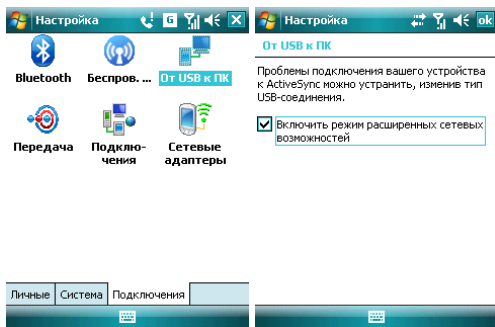 Настройка
G
Bluetooth Беспров. ... От USB к ПК
Передача Подклю-
чения Сетевые
адаптеры
Личные Система Подключения
Настройка ok
От USB к ПК
Проблемы подключения вашего устройства
к ActiveSync можно устранить, изменив тип
USB-соединения.
Включить режим расширенных сетевых
возможностей